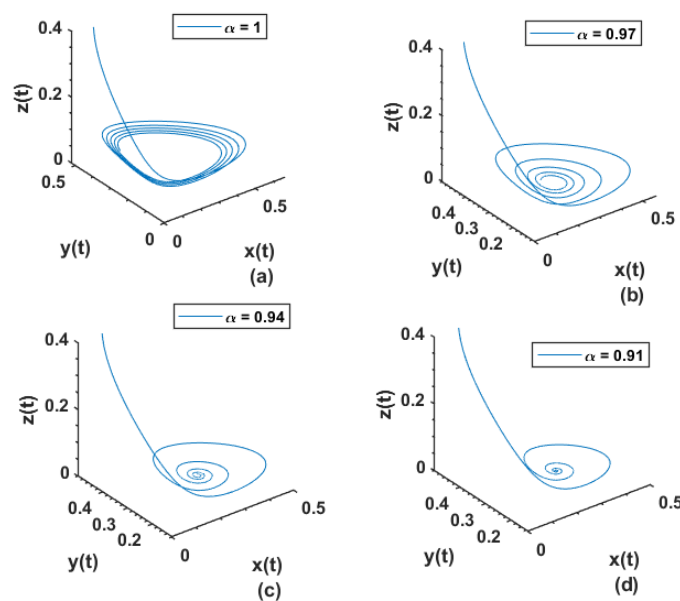 α = 1
0.4
0.2
0
z(t)
0.5
0
y(t)
0
0.5
x(t)
(a)
α = 0.97
0.4
0.2
0
z(t)
0.4
0.3
0.2
y(t)
0
0.5
x(t)
(b)
α = 0.94
0.4
0.2
0
z(t)
0.4
0.3
0.2
y(t)
0
0.5
x(t)
(c)
α = 0.91
0.4
0.2
0
z(t)
0.4
0.3
0.2
y(t)
0
0.5
x(t)
(d)